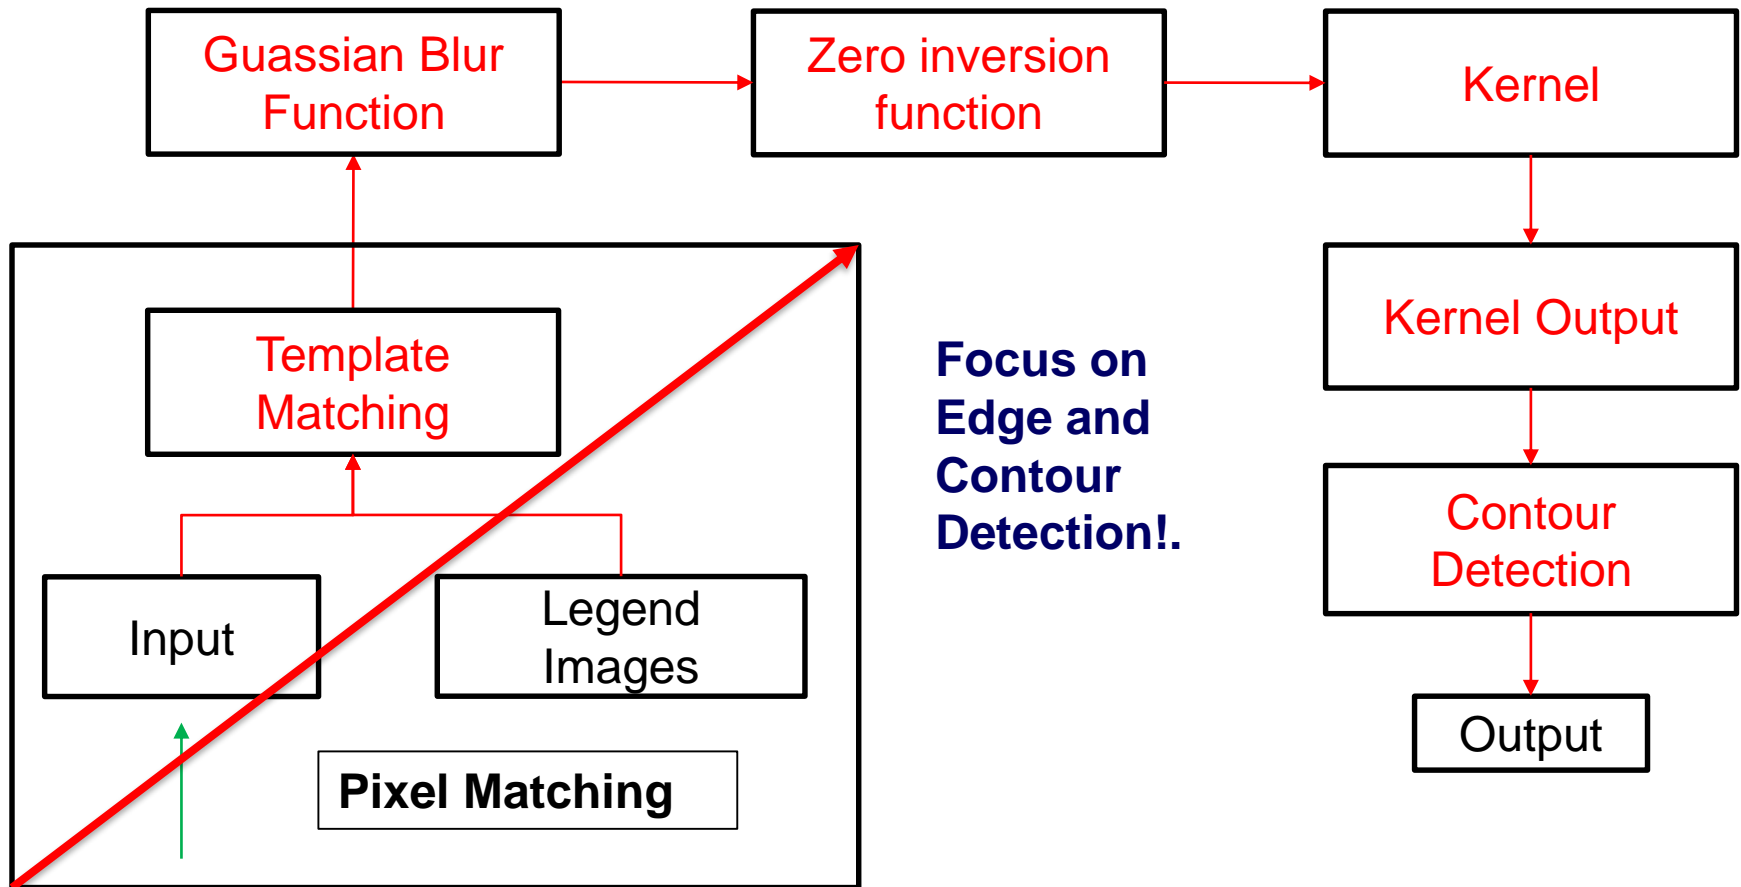 Guassian Blur
Function
Zero inversion
function
Kernel
Template
Matching
Kernel Output
Focus on
Edge and
Contour
Detection!.
Contour
Detection
Input
Legend
Images
Output
Pixel Matching